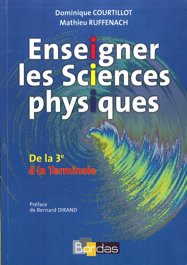 Dominique COURTILLOT
Mathieu RUFFENACH
Enseigner
les Sciences
physiques
De la 3e
à la Terminale
Préface
de Bernard DIRAND
Bordas